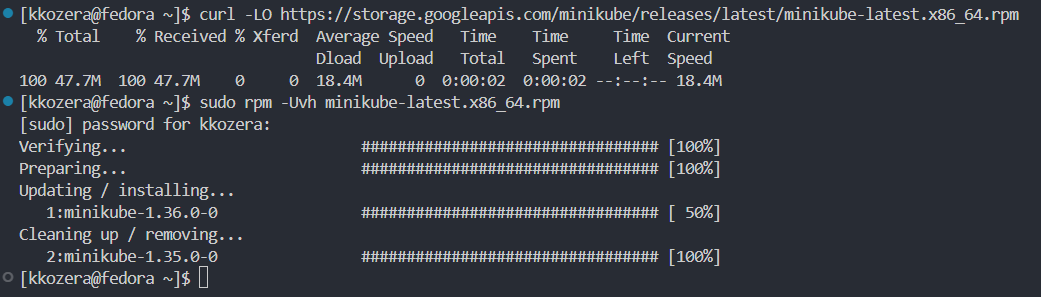 [kkozera@fedora ~]$ curl -LO https://storage.googleapis.com/minikube/releases/latest/minikube-latest.x86_64.rpm
  % Total    % Received % Xferd  Average Speed   Time    Time     Time  Current
                                 Dload  Upload   Total   Spent    Left  Speed
100 47.7M  100 47.7M    0     0  18.4M      0  0:00:02  0:00:02 --:--:-- 18.4M
[kkozera@fedora ~]$ sudo rpm -Uvh minikube-latest.x86_64.rpm
[sudo] password for kkozera:
Verifying...                          ################################# [100%]
Preparing...                          ################################# [100%]
Updating / installing...
   1:minikube-1.36.0-0                ################################# [ 50%]
Cleaning up / removing...
   2:minikube-1.35.0-0                ################################# [100%]
[kkozera@fedora ~]$